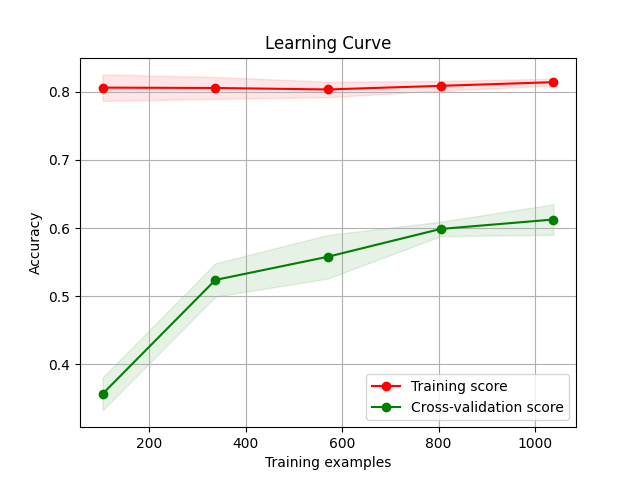 Learning Curve
0.8
0.7
0.6
0.5
0.4
Accuracy
Training score
Cross-validation score
200 400 600 800 1000
Training examples